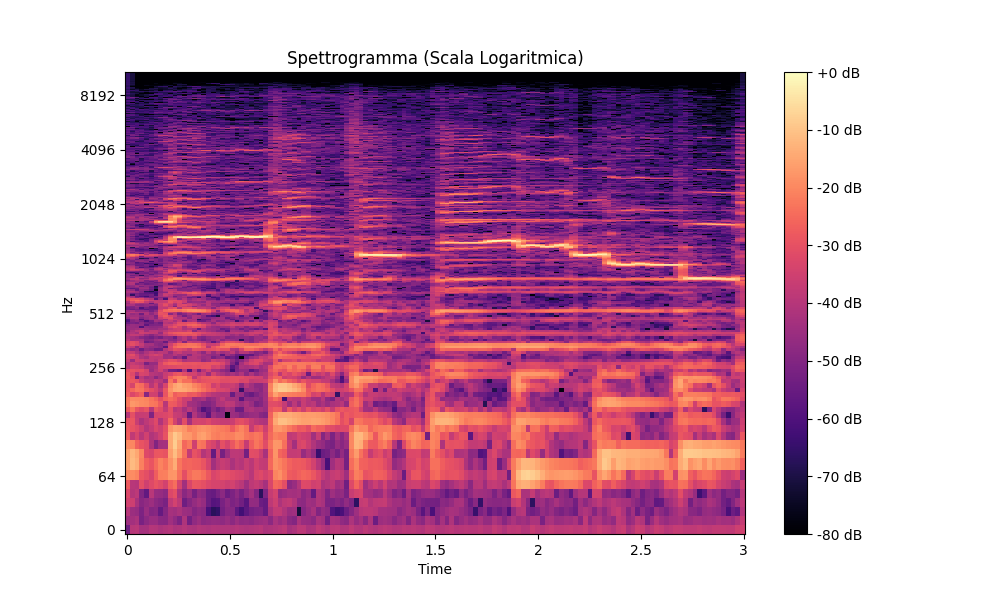 Spettrogramma (Scala Logaritmica)
Hz
8192
4096
2048
1024
512
256
128
64
0
0
0.5
1
1.5
2
2.5
3
Time
+0 dB
-10 dB
-20 dB
-30 dB
-40 dB
-50 dB
-60 dB
-70 dB
-80 dB